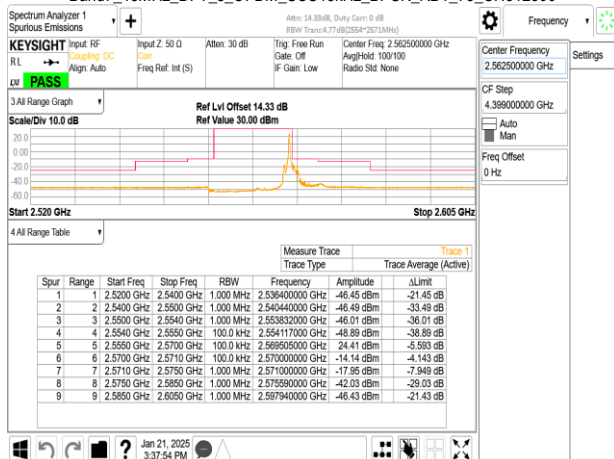 Spectrum Analyzer 1
Spurious Emissions
+
Attn: 14.33dB, Duty Corr: 0 dB
RBW Trans:4.77dB(2554~2571MHz)
Frequency
Settings
KEYSIGHT Input: RF Input Z: 50 Ω Atten: 30 dB Trig: Free Run Center Freq: 2.562500000 GHz
RL Coupling: DC Corr Gate: Off Avg|Hold: 100/100
Align: Auto Freq Ref: Int (S) IF Gain: Low Radio Std: None
LXI PASS
Center Frequency
2.562500000 GHz
CF Step
4.399000000 GHz
Auto
Man
Freq Offset
0 Hz
3 All Range Graph
Ref Lvl Offset 14.33 dB
Scale/Div 10.0 dB Ref Value 30.00 dBm
20.0
0.00
-20.0
-40.0
-60.0
Start 2.520 GHz Stop 2.605 GHz
4 All Range Table
Measure Trace Trace 1
Trace Type Trace Average (Active)
Spur Range Start Freq Stop Freq RBW Frequency Amplitude ΔLimit
1 1 2.5200 GHz 2.5400 GHz 1.000 MHz 2.536400000 GHz -46.45 dBm -21.45 dB
2 2 2.5400 GHz 2.5500 GHz 1.000 MHz 2.540440000 GHz -46.49 dBm -33.49 dB
3 3 2.5500 GHz 2.5540 GHz 1.000 MHz 2.553832000 GHz -46.01 dBm -36.01 dB
4 4 2.5540 GHz 2.5550 GHz 100.0 kHz 2.554117000 GHz -48.89 dBm -38.89 dB
5 5 2.5550 GHz 2.5700 GHz 100.0 kHz 2.569505000 GHz 24.41 dBm -5.593 dB
6 6 2.5700 GHz 2.5710 GHz 100.0 kHz 2.570000000 GHz -14.14 dBm -4.143 dB
7 7 2.5710 GHz 2.5750 GHz 1.000 MHz 2.571000000 GHz -17.95 dBm -7.949 dB
8 8 2.5750 GHz 2.5850 GHz 1.000 MHz 2.575590000 GHz -42.03 dBm -29.03 dB
9 9 2.5850 GHz 2.6050 GHz 1.000 MHz 2.597940000 GHz -46.43 dBm -21.43 dB
? Jan 21, 2025
3:37:54 PM